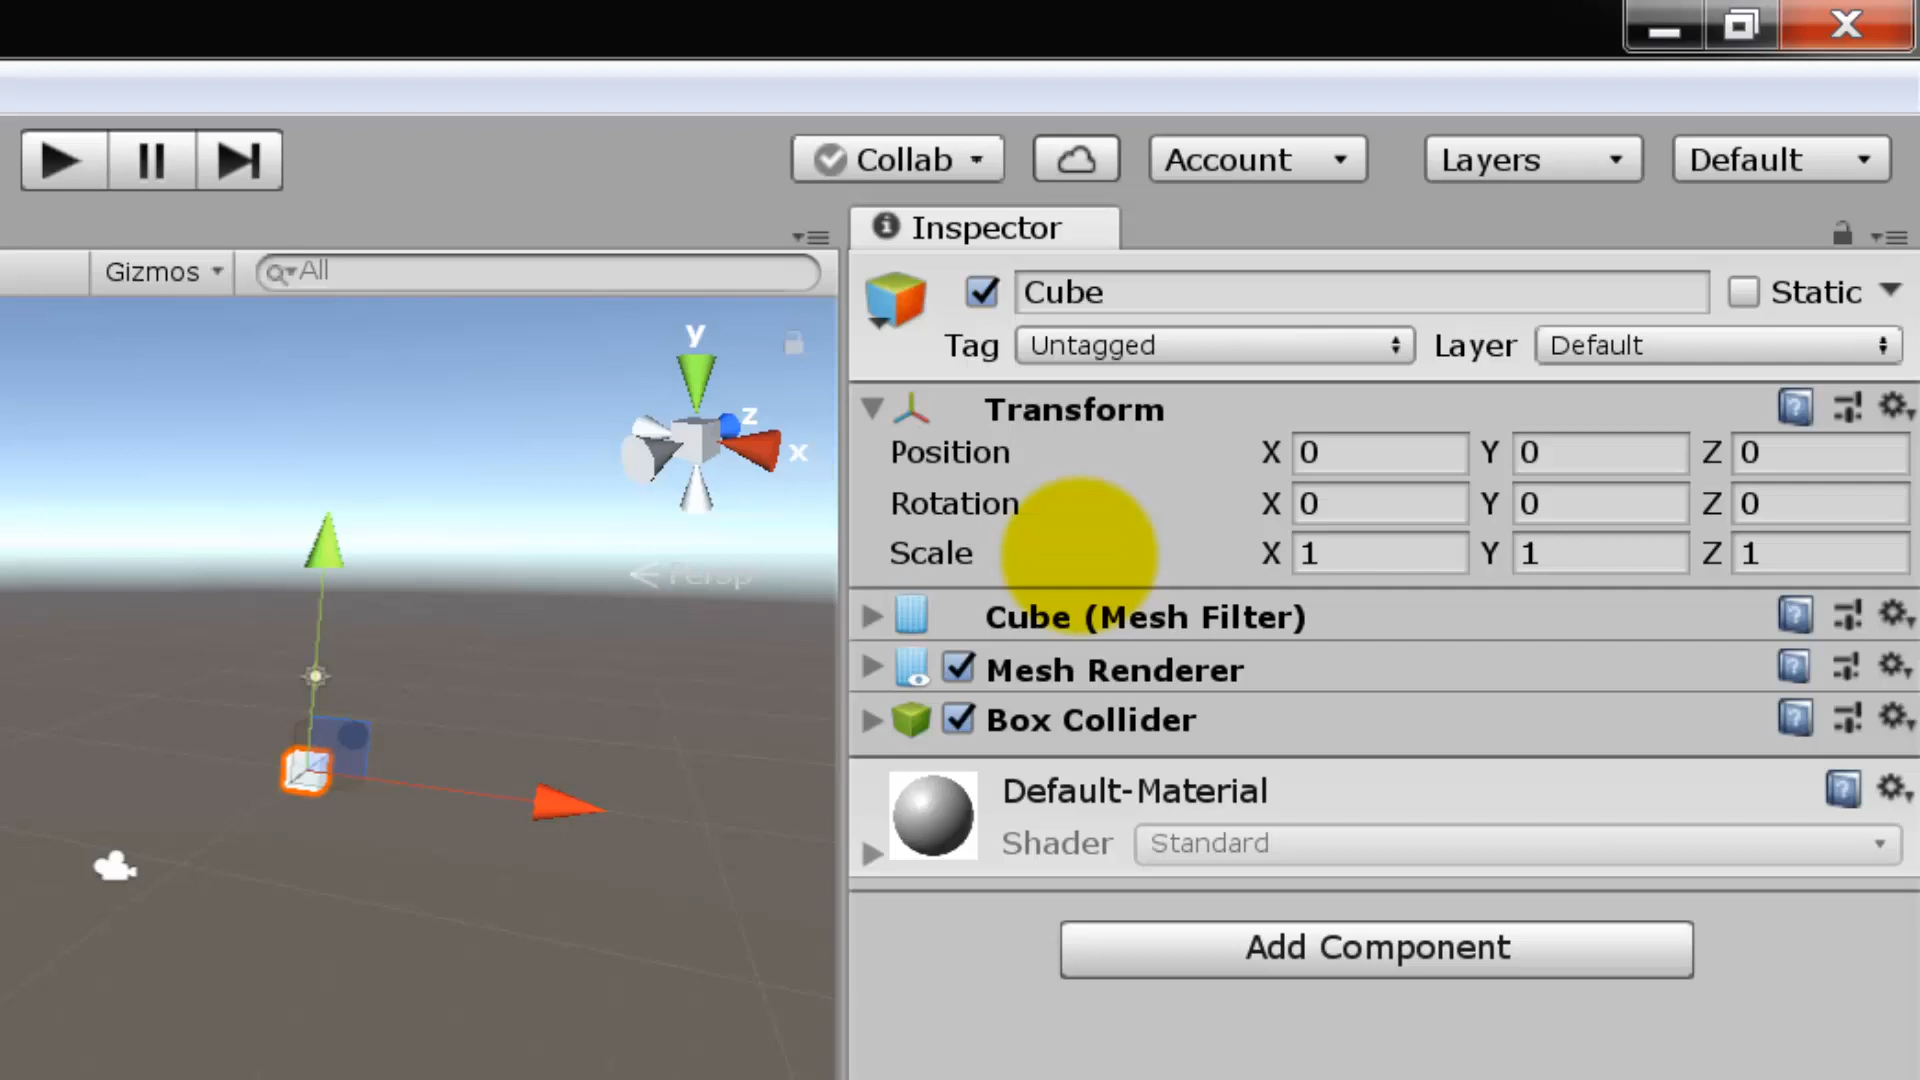 Collab
Account
Layers
Default
Inspector
Gizmos
All
Cube
Static
Tag Untagged Layer Default
y
z
x
Persp
Transform
Position X 0 Y 0 Z 0
Rotation X 0 Y 0 Z 0
Scale X 1 Y 1 Z 1
Cube (Mesh Filter)
Mesh Renderer
Box Collider
Default-Material
Shader Standard
Add Component